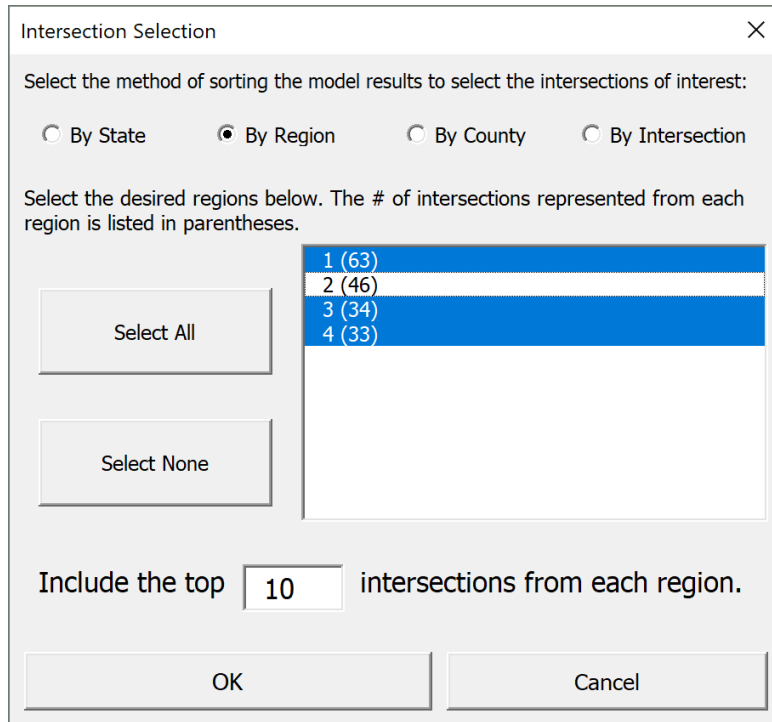 Intersection Selection
Select the method of sorting the model results to select the intersections of interest:
By State By Region By County By Intersection
Select the desired regions below. The # of intersections represented from each
region is listed in parentheses.
1 (63)
2 (46)
3 (34)
4 (33)
Select All
Select None
Include the top 10 intersections from each region.
OK Cancel